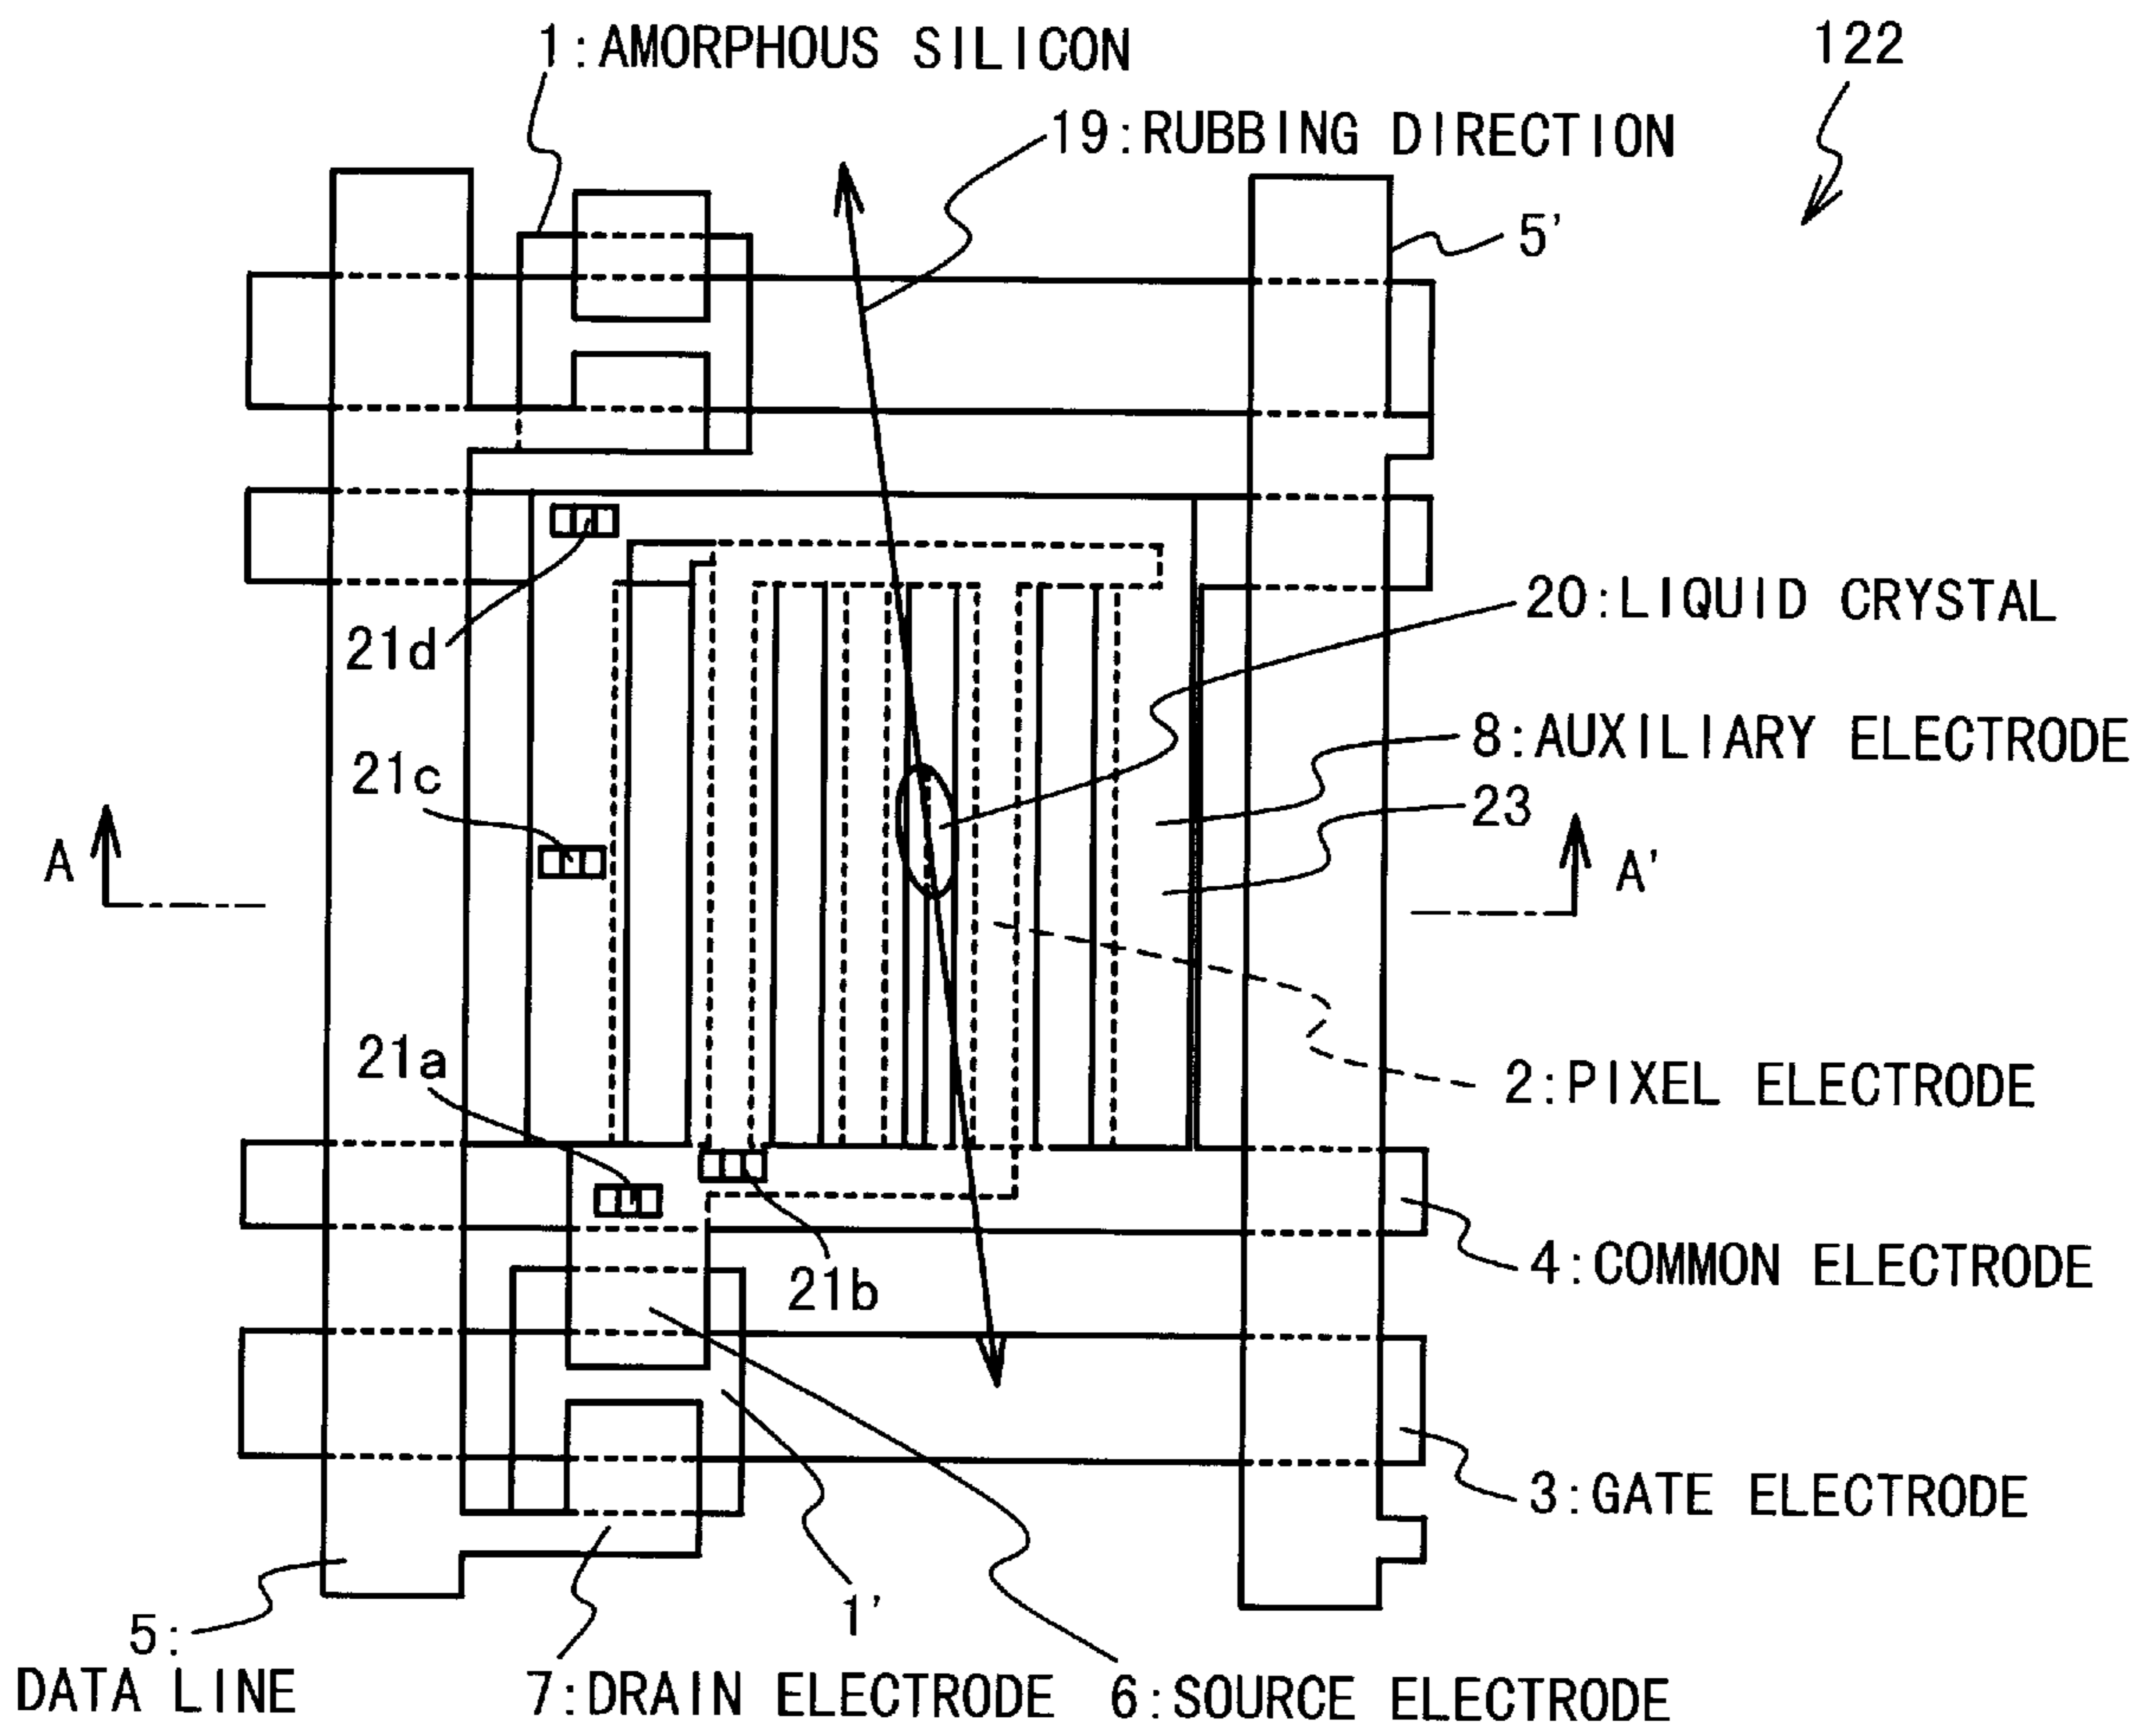 1:AMORPHOUS SILICON
122
19:RUBBING DIRECTION
5'
20:LIQUID CRYSTAL
21d
8:AUXILIARY ELECTRODE
21c
23
A
A'
21a
2:PIXEL ELECTRODE
4:COMMON ELECTRODE
21b
3:GATE ELECTRODE
1'
5:
DATA LINE
7:DRAIN ELECTRODE
6:SOURCE ELECTRODE